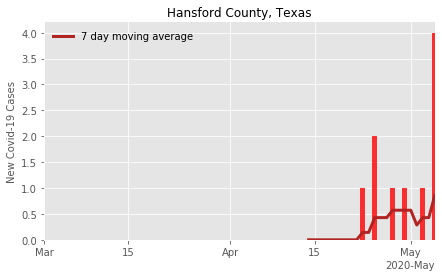 Hansford County, Texas
7 day moving average
New Covid-19 Cases
4.0
3.5
3.0
2.5
2.0
1.5
1.0
0.5
0.0
Mar 15 Apr 15 May
2020-May